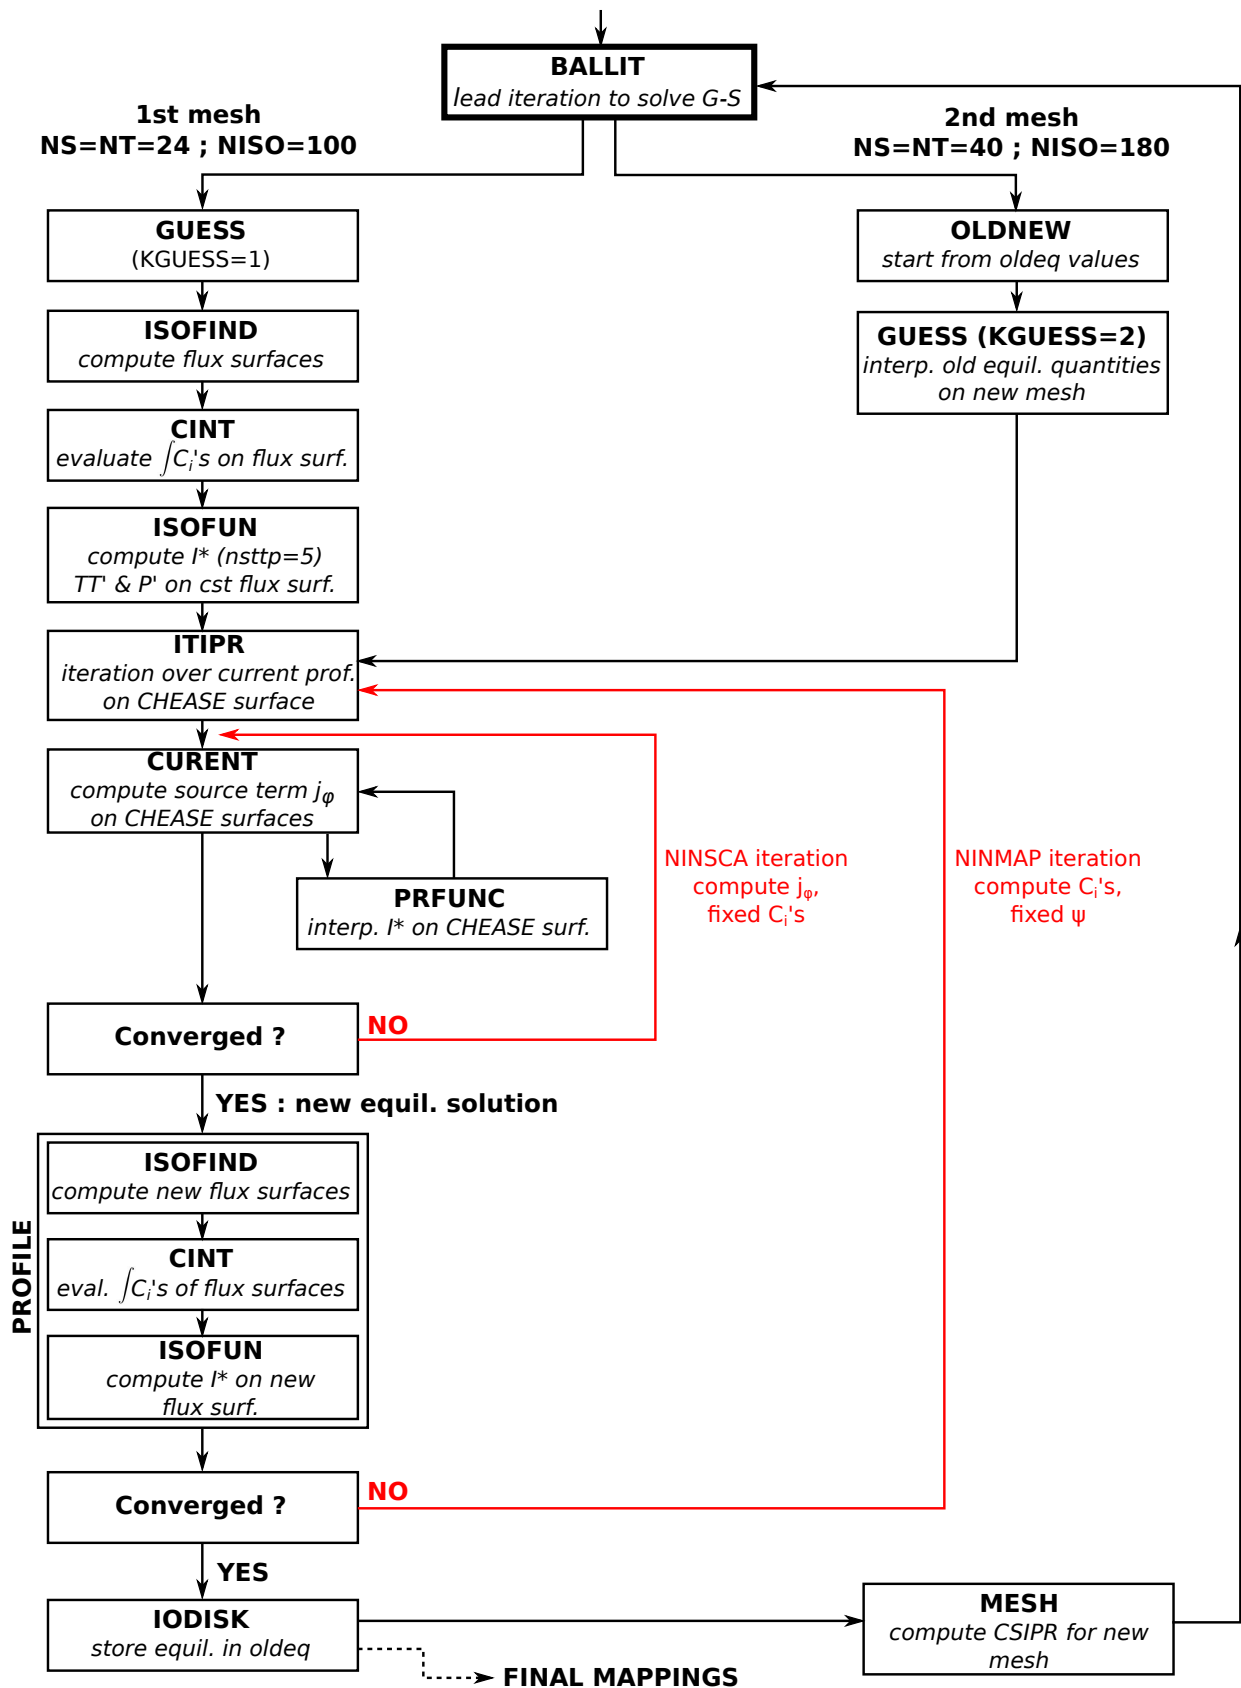 BALLIT
lead iteration to solve G-S
1st mesh
NS=NT=24 ; NISO=100
2nd mesh
NS=NT=40 ; NISO=180
GUESS
(KGUESS=1)
OLDNEW
start from oldeq values
ISOFIND
compute flux surfaces
GUESS (KGUESS=2)
interp. old equil. quantities
on new mesh
CINT
evaluate ∫Cᵢ's on flux surf.
ISOFUN
compute I* (nsttp=5)
TT' & P' on cst flux surf.
ITIPR
iteration over current prof.
on CHEASE surface
CURENT
compute source term jᵩ
on CHEASE surfaces
PRFUNC
interp. I* on CHEASE surf.
NINSCA iteration
compute jᵩ,
fixed Cᵢ's
NINMAP iteration
compute Cᵢ's,
fixed ψ
Converged ?
NO
YES : new equil. solution
PROFILE
ISOFIND
compute new flux surfaces
CINT
eval. ∫Cᵢ's of flux surfaces
ISOFUN
compute I* on new
flux surf.
Converged ?
NO
YES
IODISK
store equil. in oldeq
MESH
compute CSIPR for new
mesh
FINAL MAPPINGS